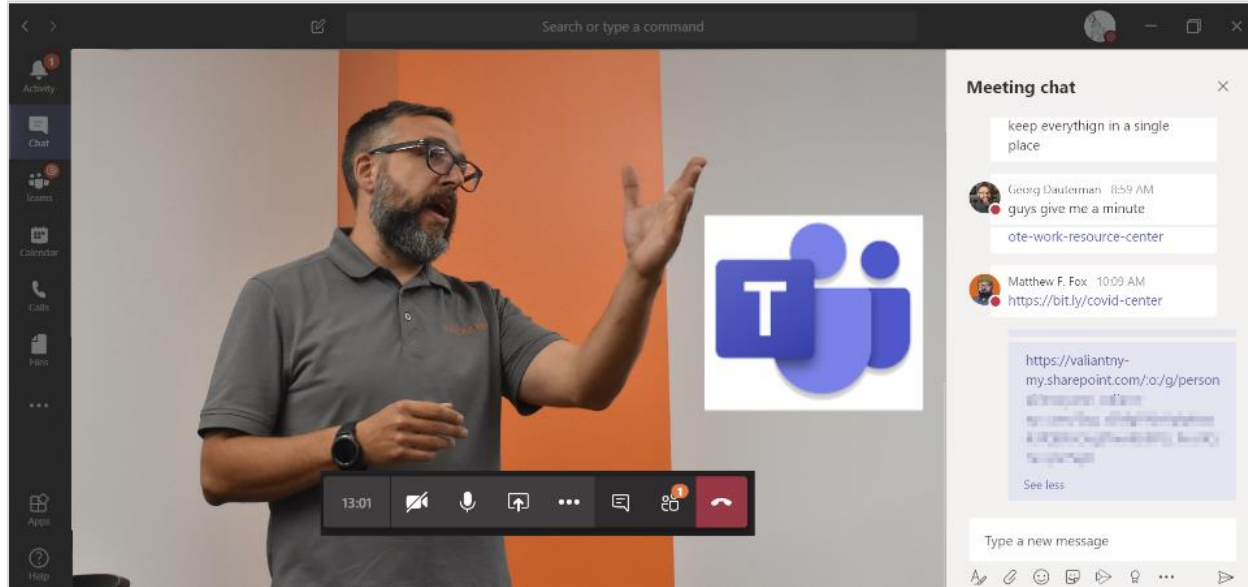 Search or type a command
1
Activity
Chat
Teams
Calendar
Calls
Files
Apps
Help
T
13:01
1
Meeting chat
keep everythign in a single
place
Georg Dauterman 8:59 AM
guys give me a minute
ote-work-resource-center
Matthew F. Fox 10:09 AM
https://bit.ly/covid-center
https://valiantny-
my.sharepoint.com/:o:/g/person
See less
Type a new message